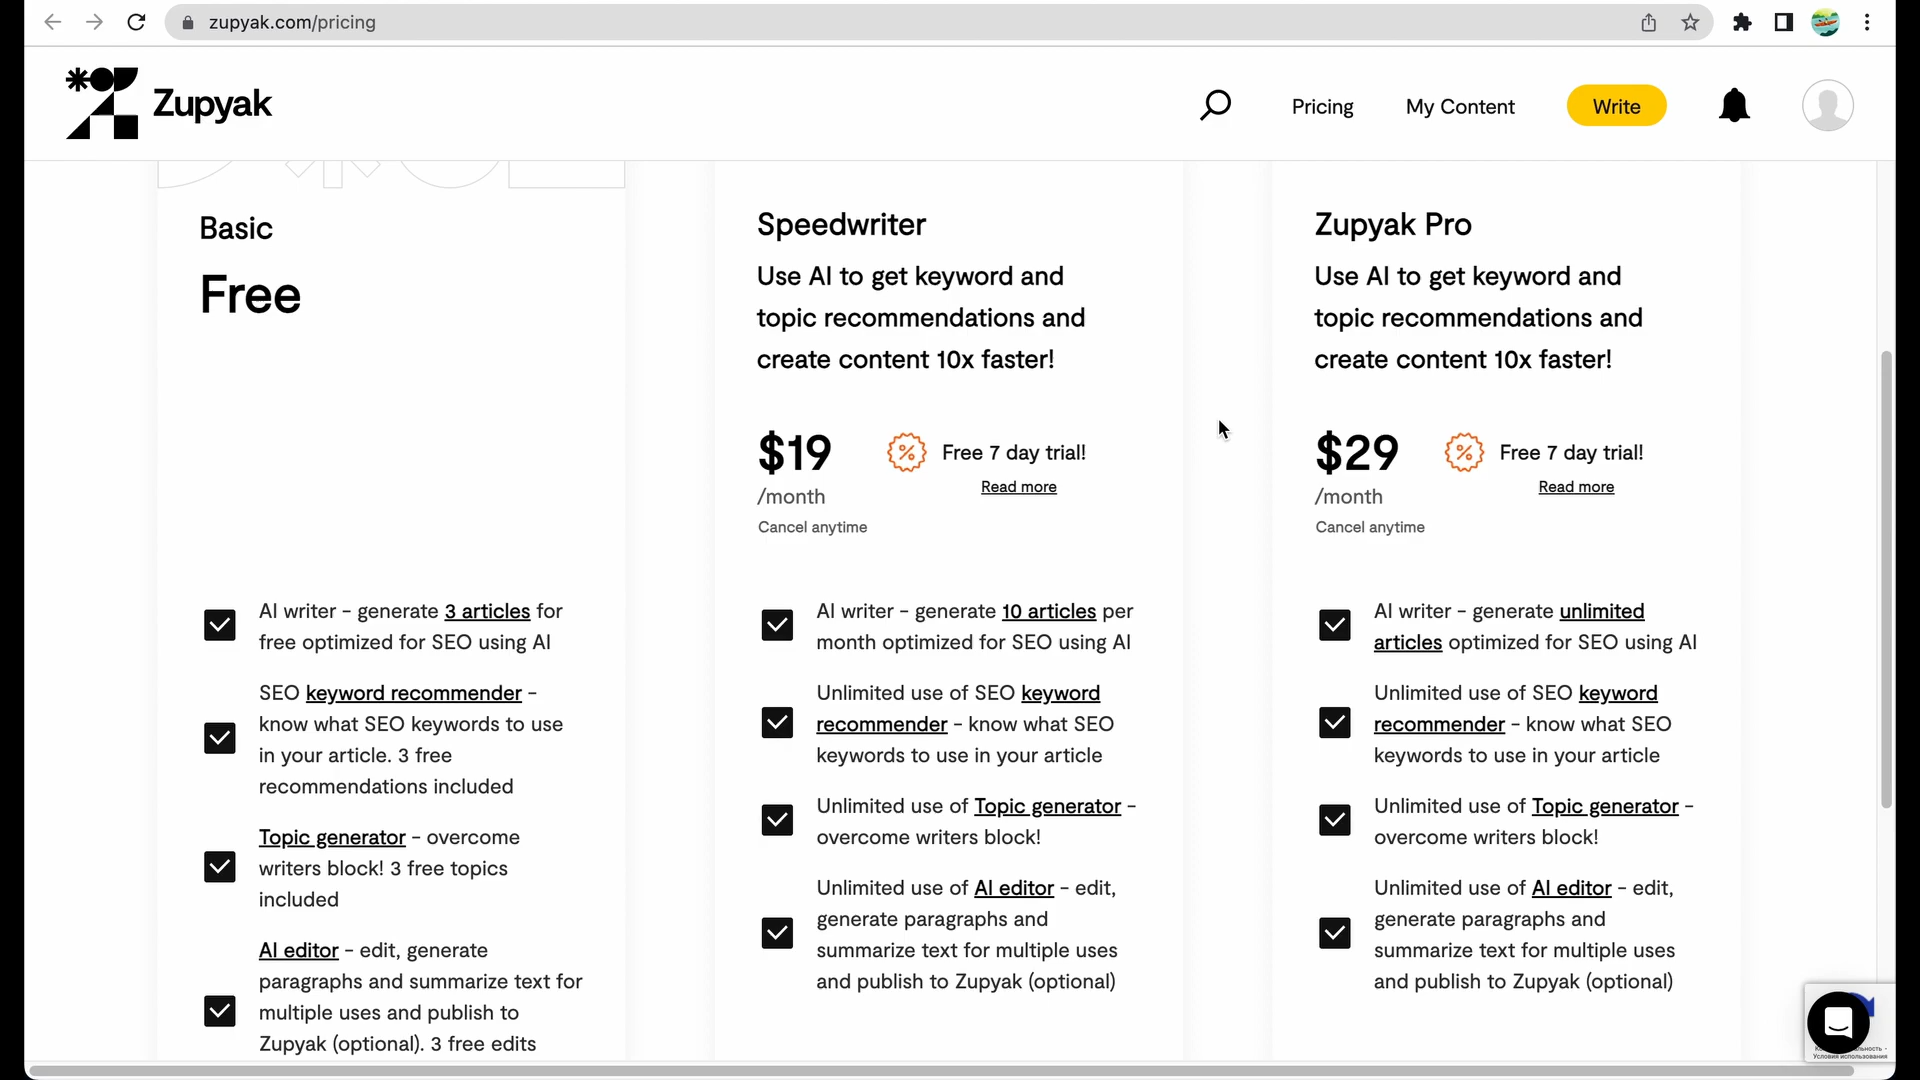 zupyak.com/pricing
Zupyak
Pricing
My Content
Write
Basic
Free
Speedwriter
Use AI to get keyword and
topic recommendations and
create content 10x faster!
$19
Free 7 day trial!
Read more
/month
Cancel anytime
Zupyak Pro
Use AI to get keyword and
topic recommendations and
create content 10x faster!
$29
Free 7 day trial!
Read more
/month
Cancel anytime
AI writer - generate 3 articles for
free optimized for SEO using AI
SEO keyword recommender -
know what SEO keywords to use
in your article. 3 free
recommendations included
Topic generator - overcome
writers block! 3 free topics
included
AI editor - edit, generate
paragraphs and summarize text for
multiple uses and publish to
Zupyak (optional). 3 free edits
AI writer - generate 10 articles per
month optimized for SEO using AI
Unlimited use of SEO keyword
recommender - know what SEO
keywords to use in your article
Unlimited use of Topic generator -
overcome writers block!
Unlimited use of AI editor - edit,
generate paragraphs and
summarize text for multiple uses
and publish to Zupyak (optional)
AI writer - generate unlimited
articles optimized for SEO using AI
Unlimited use of SEO keyword
recommender - know what SEO
keywords to use in your article
Unlimited use of Topic generator -
overcome writers block!
Unlimited use of AI editor - edit,
generate paragraphs and
summarize text for multiple uses
and publish to Zupyak (optional)
Условия использования